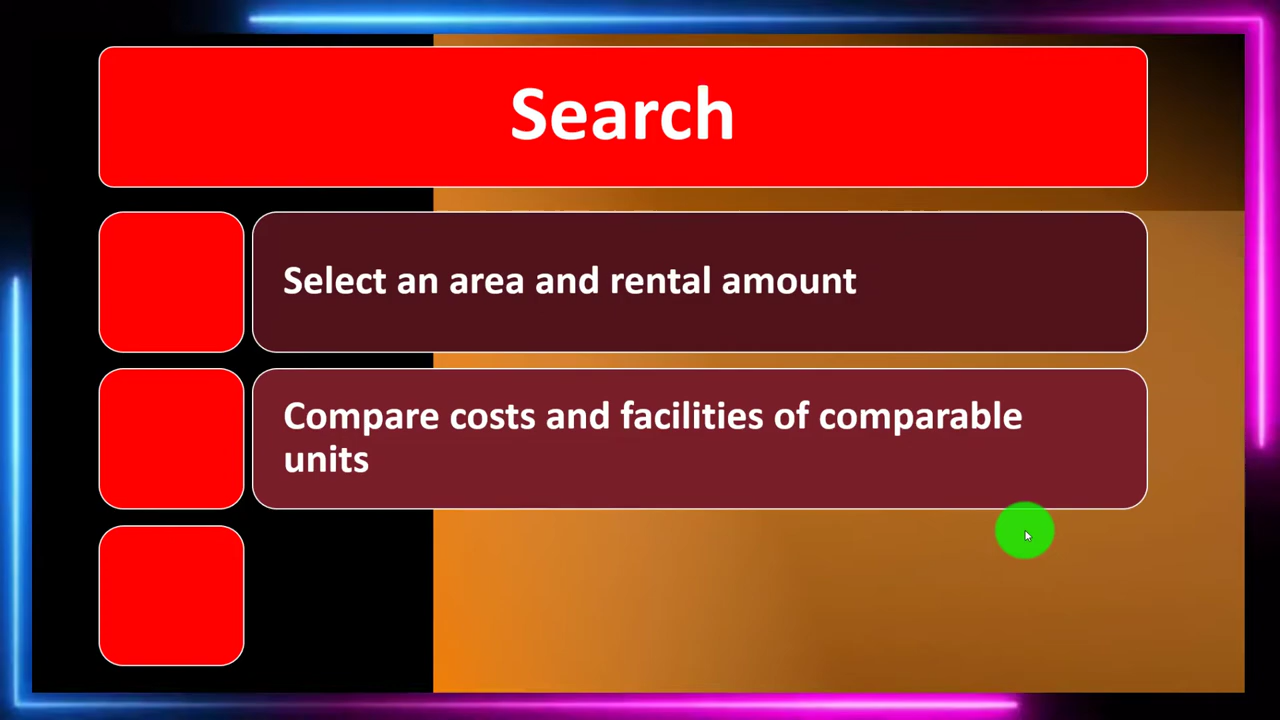 Search
Select an area and rental amount
Compare costs and facilities of comparable
units